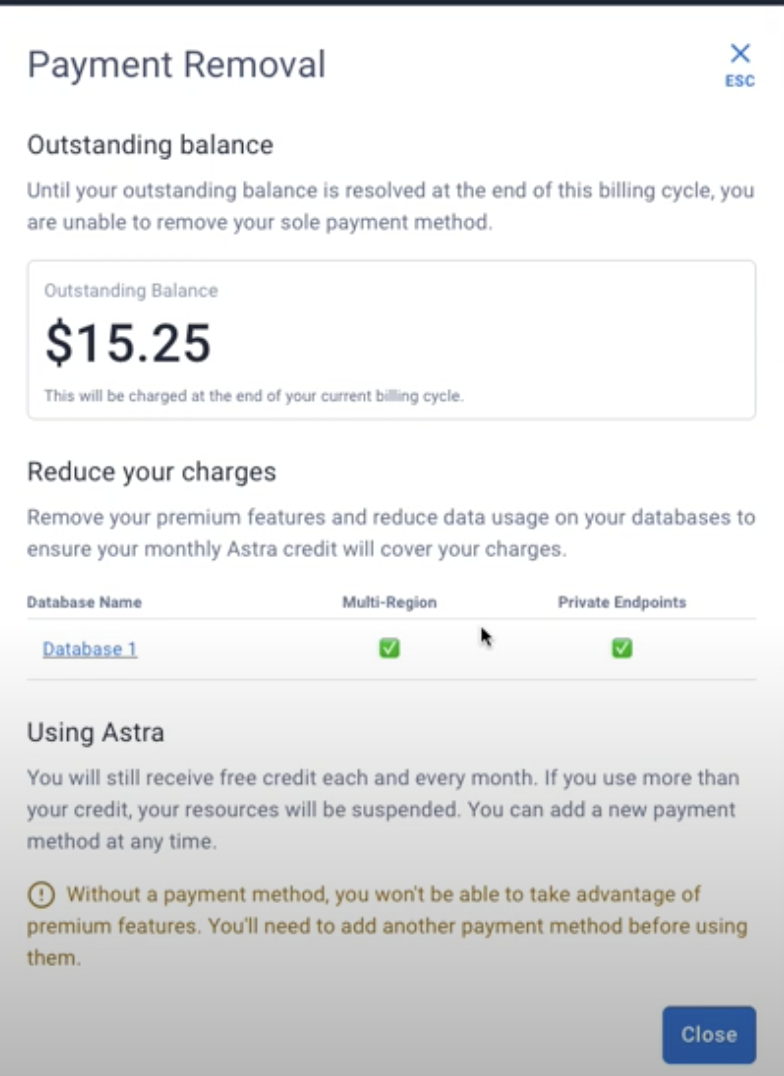 Payment Removal
ESC
Outstanding balance
Until your outstanding balance is resolved at the end of this billing cycle, you
are unable to remove your sole payment method.
Outstanding Balance
$15.25
This will be charged at the end of your current billing cycle.
Reduce your charges
Remove your premium features and reduce data usage on your databases to
ensure your monthly Astra credit will cover your charges.
Database Name Multi-Region Private Endpoints
Database 1 ✅ ✅
Using Astra
You will still receive free credit each and every month. If you use more than
your credit, your resources will be suspended. You can add a new payment
method at any time.
Without a payment method, you won't be able to take advantage of
premium features. You'll need to add another payment method before using
them.
Close